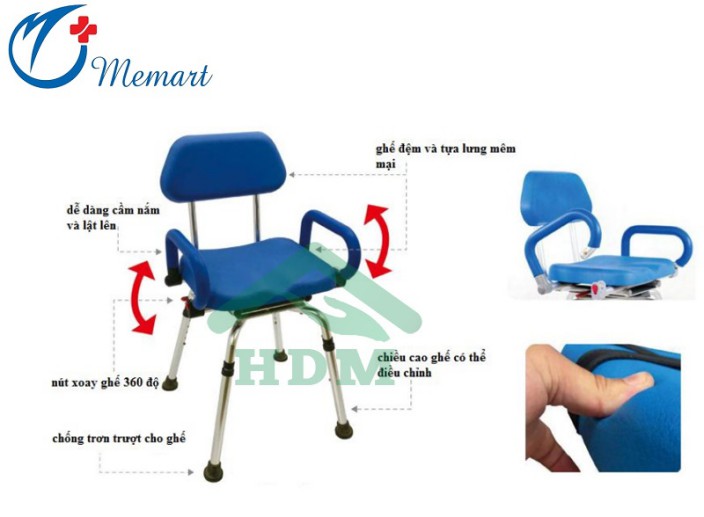 Memart
ghế đệm và tựa lưng mêm
mại
dễ dàng cầm nắm
và lật lên
HDM
chiều cao ghế có thể
điều chỉnh
nút xoay ghế 360 độ
chống trơn trượt cho ghế